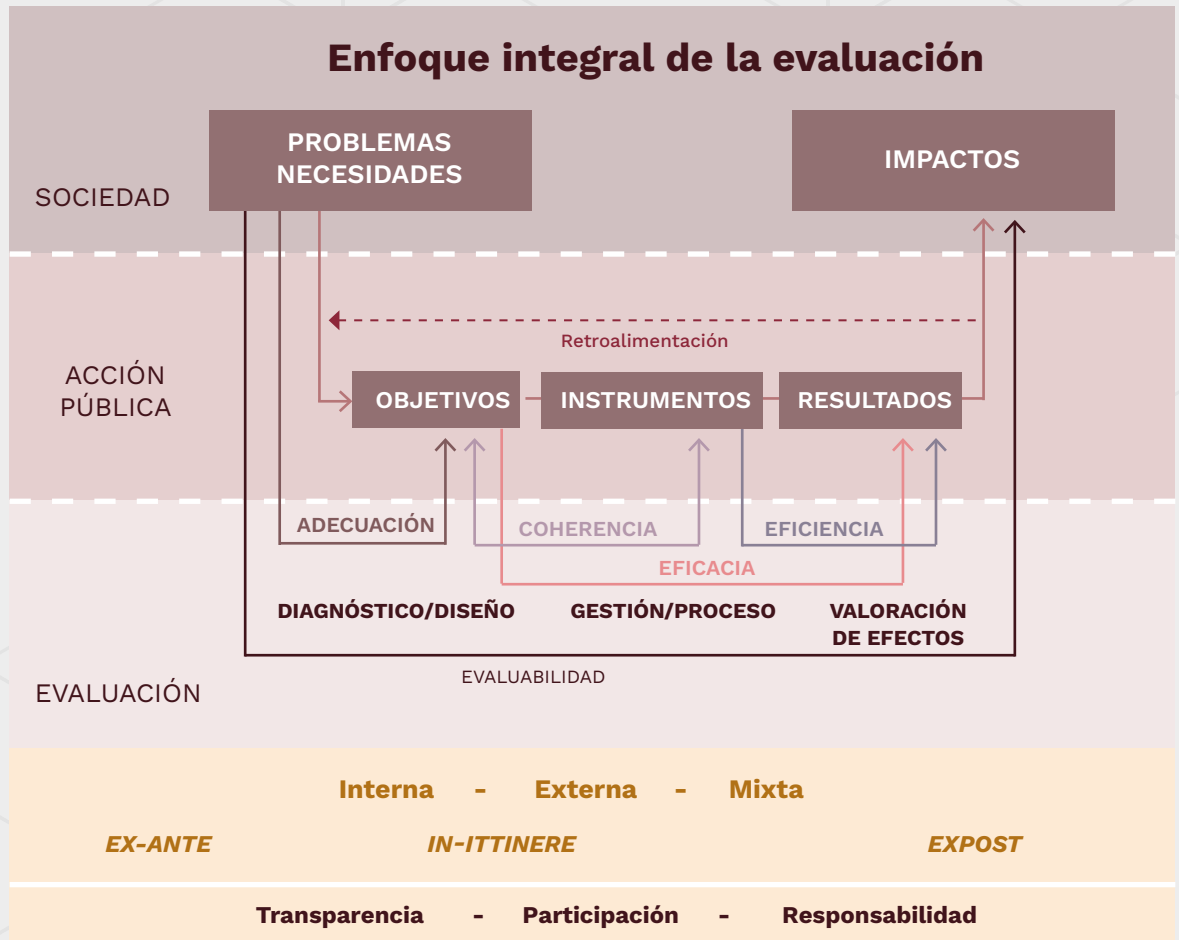 Enfoque integral de la evaluación
PROBLEMAS
NECESIDADES
IMPACTOS
SOCIEDAD
Retroalimentación
ACCIÓN
PÚBLICA
OBJETIVOS
INSTRUMENTOS
RESULTADOS
ADECUACIÓN
COHERENCIA
EFICIENCIA
EFICACIA
DIAGNÓSTICO/DISEÑO
GESTIÓN/PROCESO
VALORACIÓN
DE EFECTOS
EVALUABILIDAD
EVALUACIÓN
Interna - Externa - Mixta
EX-ANTE IN-ITTINERE EXPOST
Transparencia - Participación - Responsabilidad